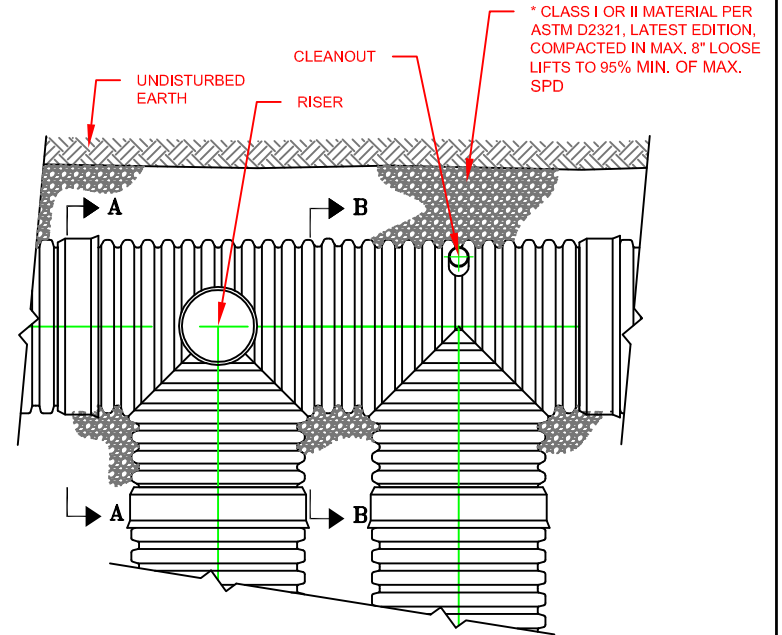 * CLASS I OR II MATERIAL PER
ASTM D2321, LATEST EDITION,
COMPACTED IN MAX. 8" LOOSE
LIFTS TO 95% MIN. OF MAX.
SPD
CLEANOUT
UNDISTURBED
EARTH
RISER
A
B
A
B